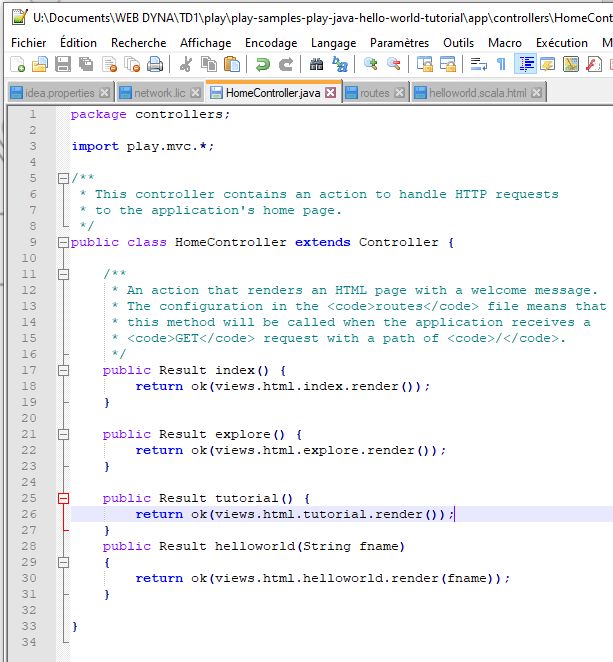 U:\Documents\WEB DYNA\TD1\play\play-samples-play-java-hello-world-tutorial\app\controllers\HomeCont
Fichier Édition Recherche Affichage Encodage Langage Paramètres Outils Macro Exécution M
idea.properties network.lic HomeController.java routes helloworld.scala.html
1 package controllers;
2
3 import play.mvc.*;
4
5 /**
6 * This controller contains an action to handle HTTP requests
7 * to the application's home page.
8 */
9 public class HomeController extends Controller {
10
11 /**
12 * An action that renders an HTML page with a welcome message.
13 * The configuration in the <code>routes</code> file means that
14 * this method will be called when the application receives a
15 * <code>GET</code> request with a path of <code>/</code>.
16 */
17 public Result index() {
18 return ok(views.html.index.render());
19 }
20
21 public Result explore() {
22 return ok(views.html.explore.render());
23 }
24
25 public Result tutorial() {
26 return ok(views.html.tutorial.render());
27 }
28 public Result helloworld(String fname)
29 {
30 return ok(views.html.helloworld.render(fname));
31 }
32
33 }
34